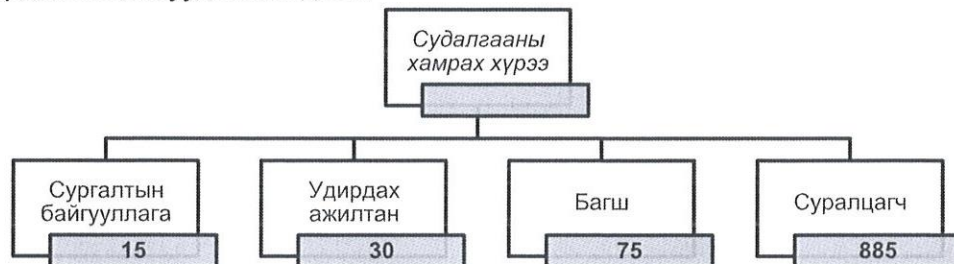 Судалгааны
хамрах хүрээ
Сургалтын
байгууллага
15
Удирдах
ажилтан
30
Багш
75
Суралцагч
885